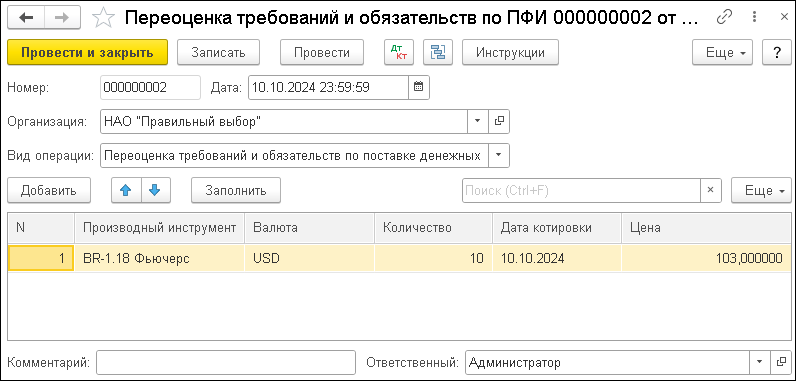 Переоценка требований и обязательств по ПФИ 000000002 от ...
Провести и закрыть Записать Провести Дт Кт Инструкции Еще ?
Номер: 000000002 Дата: 10.10.2024 23:59:59
Организация: НАО "Правильный выбор"
Вид операции: Переоценка требований и обязательств по поставке денежных
Добавить Заполнить Поиск (Ctrl+F) × Еще
N Производный инструмент Валюта Количество Дата котировки Цена
1 BR-1.18 Фьючерс USD 10 10.10.2024 103,000000
Комментарий: Ответственный: Администратор